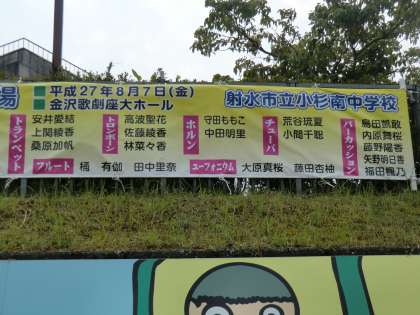 場
平成27年8月7日(金)
金沢歌劇座大ホール
射水市立小杉南中学校
トランペット
安井愛結
上関綾香
桑原加帆
トロンボーン
高波聖花
佐藤綾香
林菜々香
ホルン
守田ももこ
中田明里
チューバ
荒谷琉夏
小間千聡
パーカッション
島田凱敢
内原舞桜
藤野陽香
矢野明日香
福田楓乃
フルート
桶 有伽 田中里奈
ユーフォニウム
大原真桜 藤田杏柚